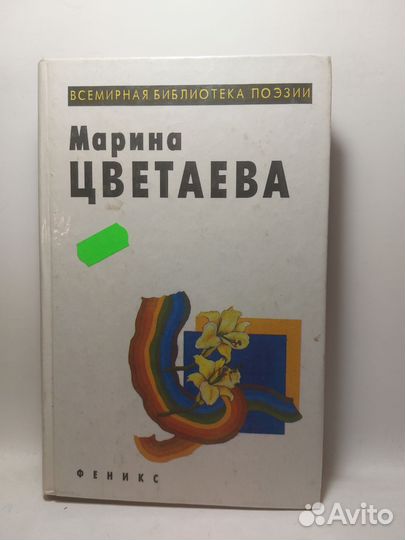 ВСЕМИРНАЯ БИБЛИОТЕКА ПОЭЗИИ
Марина
ЦВЕТАЕВА
ФЕНИКС
Avito